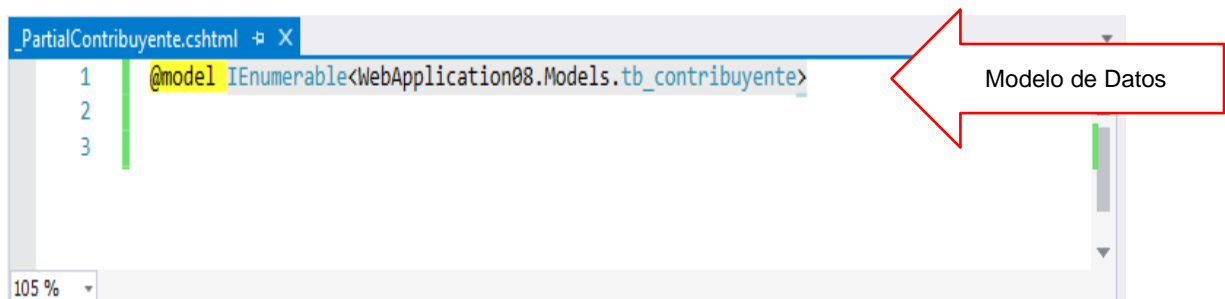 _PartialContribuyente.cshtml
1 @model IEnumerable<WebApplication08.Models.tb_contribuyente>
2
3
Modelo de Datos
105 %